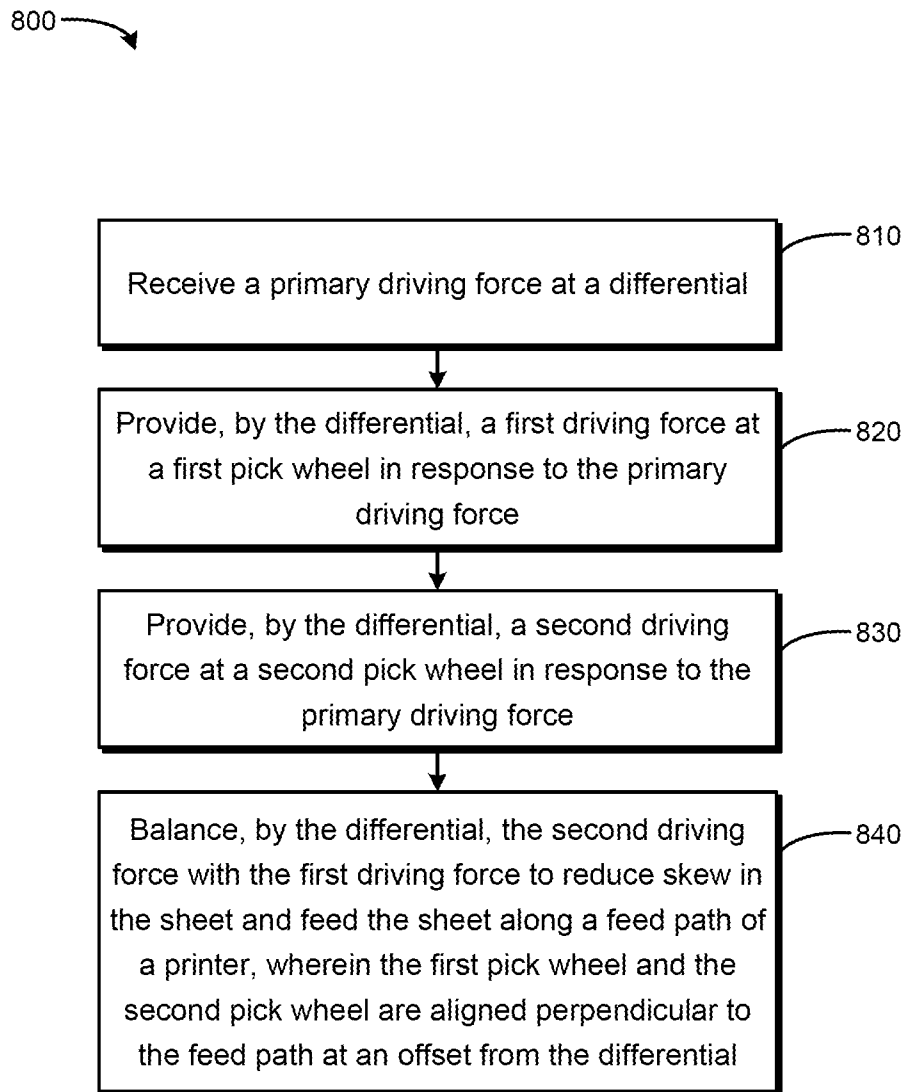 800
810
Receive a primary driving force at a differential
820
Provide, by the differential, a first driving force at
a first pick wheel in response to the primary
driving force
830
Provide, by the differential, a second driving
force at a second pick wheel in response to the
primary driving force
840
Balance, by the differential, the second driving
force with the first driving force to reduce skew in
the sheet and feed the sheet along a feed path of
a printer, wherein the first pick wheel and the
second pick wheel are aligned perpendicular to
the feed path at an offset from the differential